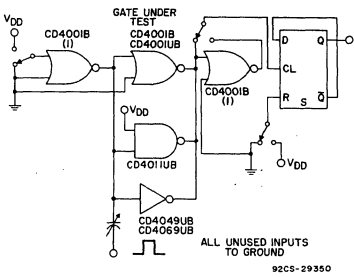 GATE UNDER
TEST
VDD
CD4001B
(1)
CD4001B
CD4001UB
CD4001B
(1)
D Q
CL
R Q̅
S
VDD
CD4011UB
VDD
CD4049UB
CD4069UB
ALL UNUSED INPUTS
TO GROUND
92CS-29350